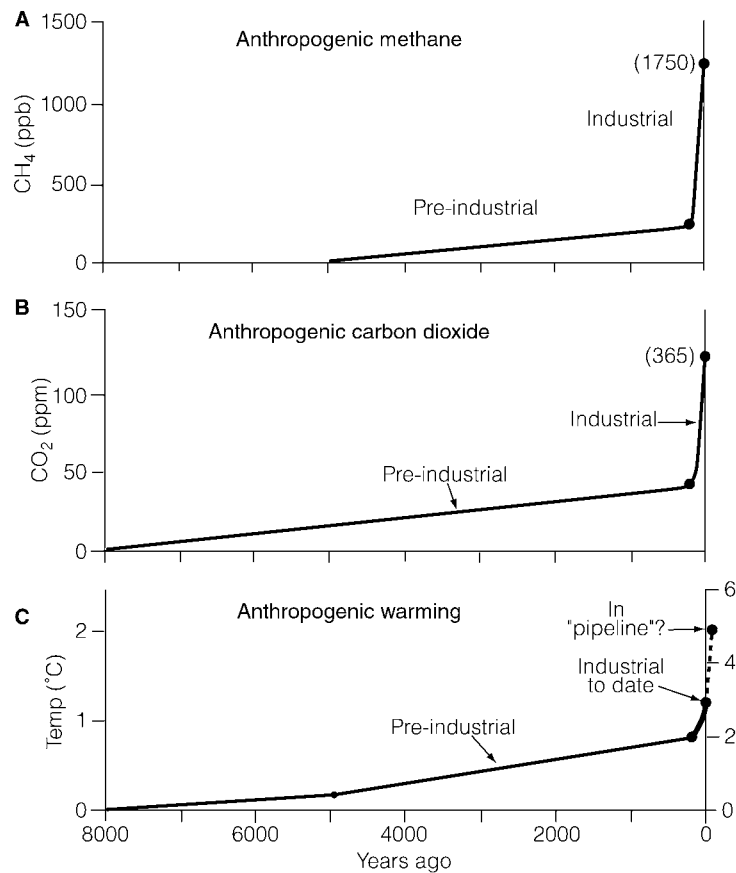 A
1500
Anthropogenic methane
(1750)
1000
Industrial
CH4 (ppb)
500
Pre-industrial
0
B
150
Anthropogenic carbon dioxide
(365)
100
Industrial
CO2 (ppm)
50
Pre-industrial
0
C
Anthropogenic warming
6
In
"pipeline"?
2
4
Industrial
to date
Temp (˚C)
1
Pre-industrial
2
0
0
8000
6000
4000
2000
0
Years ago